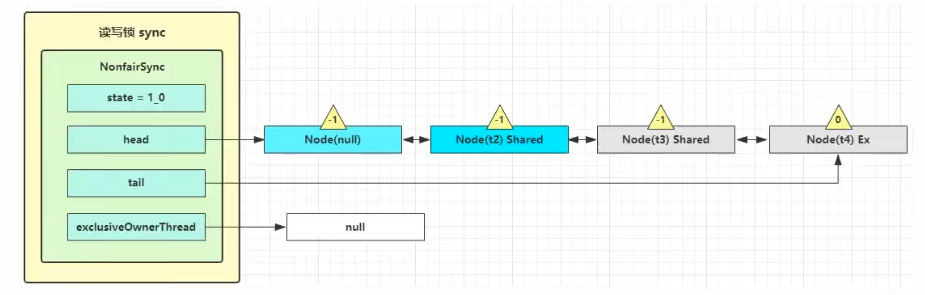 读写锁 sync
NonfairSync
state = 1_0
head
tail
exclusiveOwnerThread
-1
-1
-1
0
Node(null)
Node(t2) Shared
Node(t3) Shared
Node(t4) Ex
null